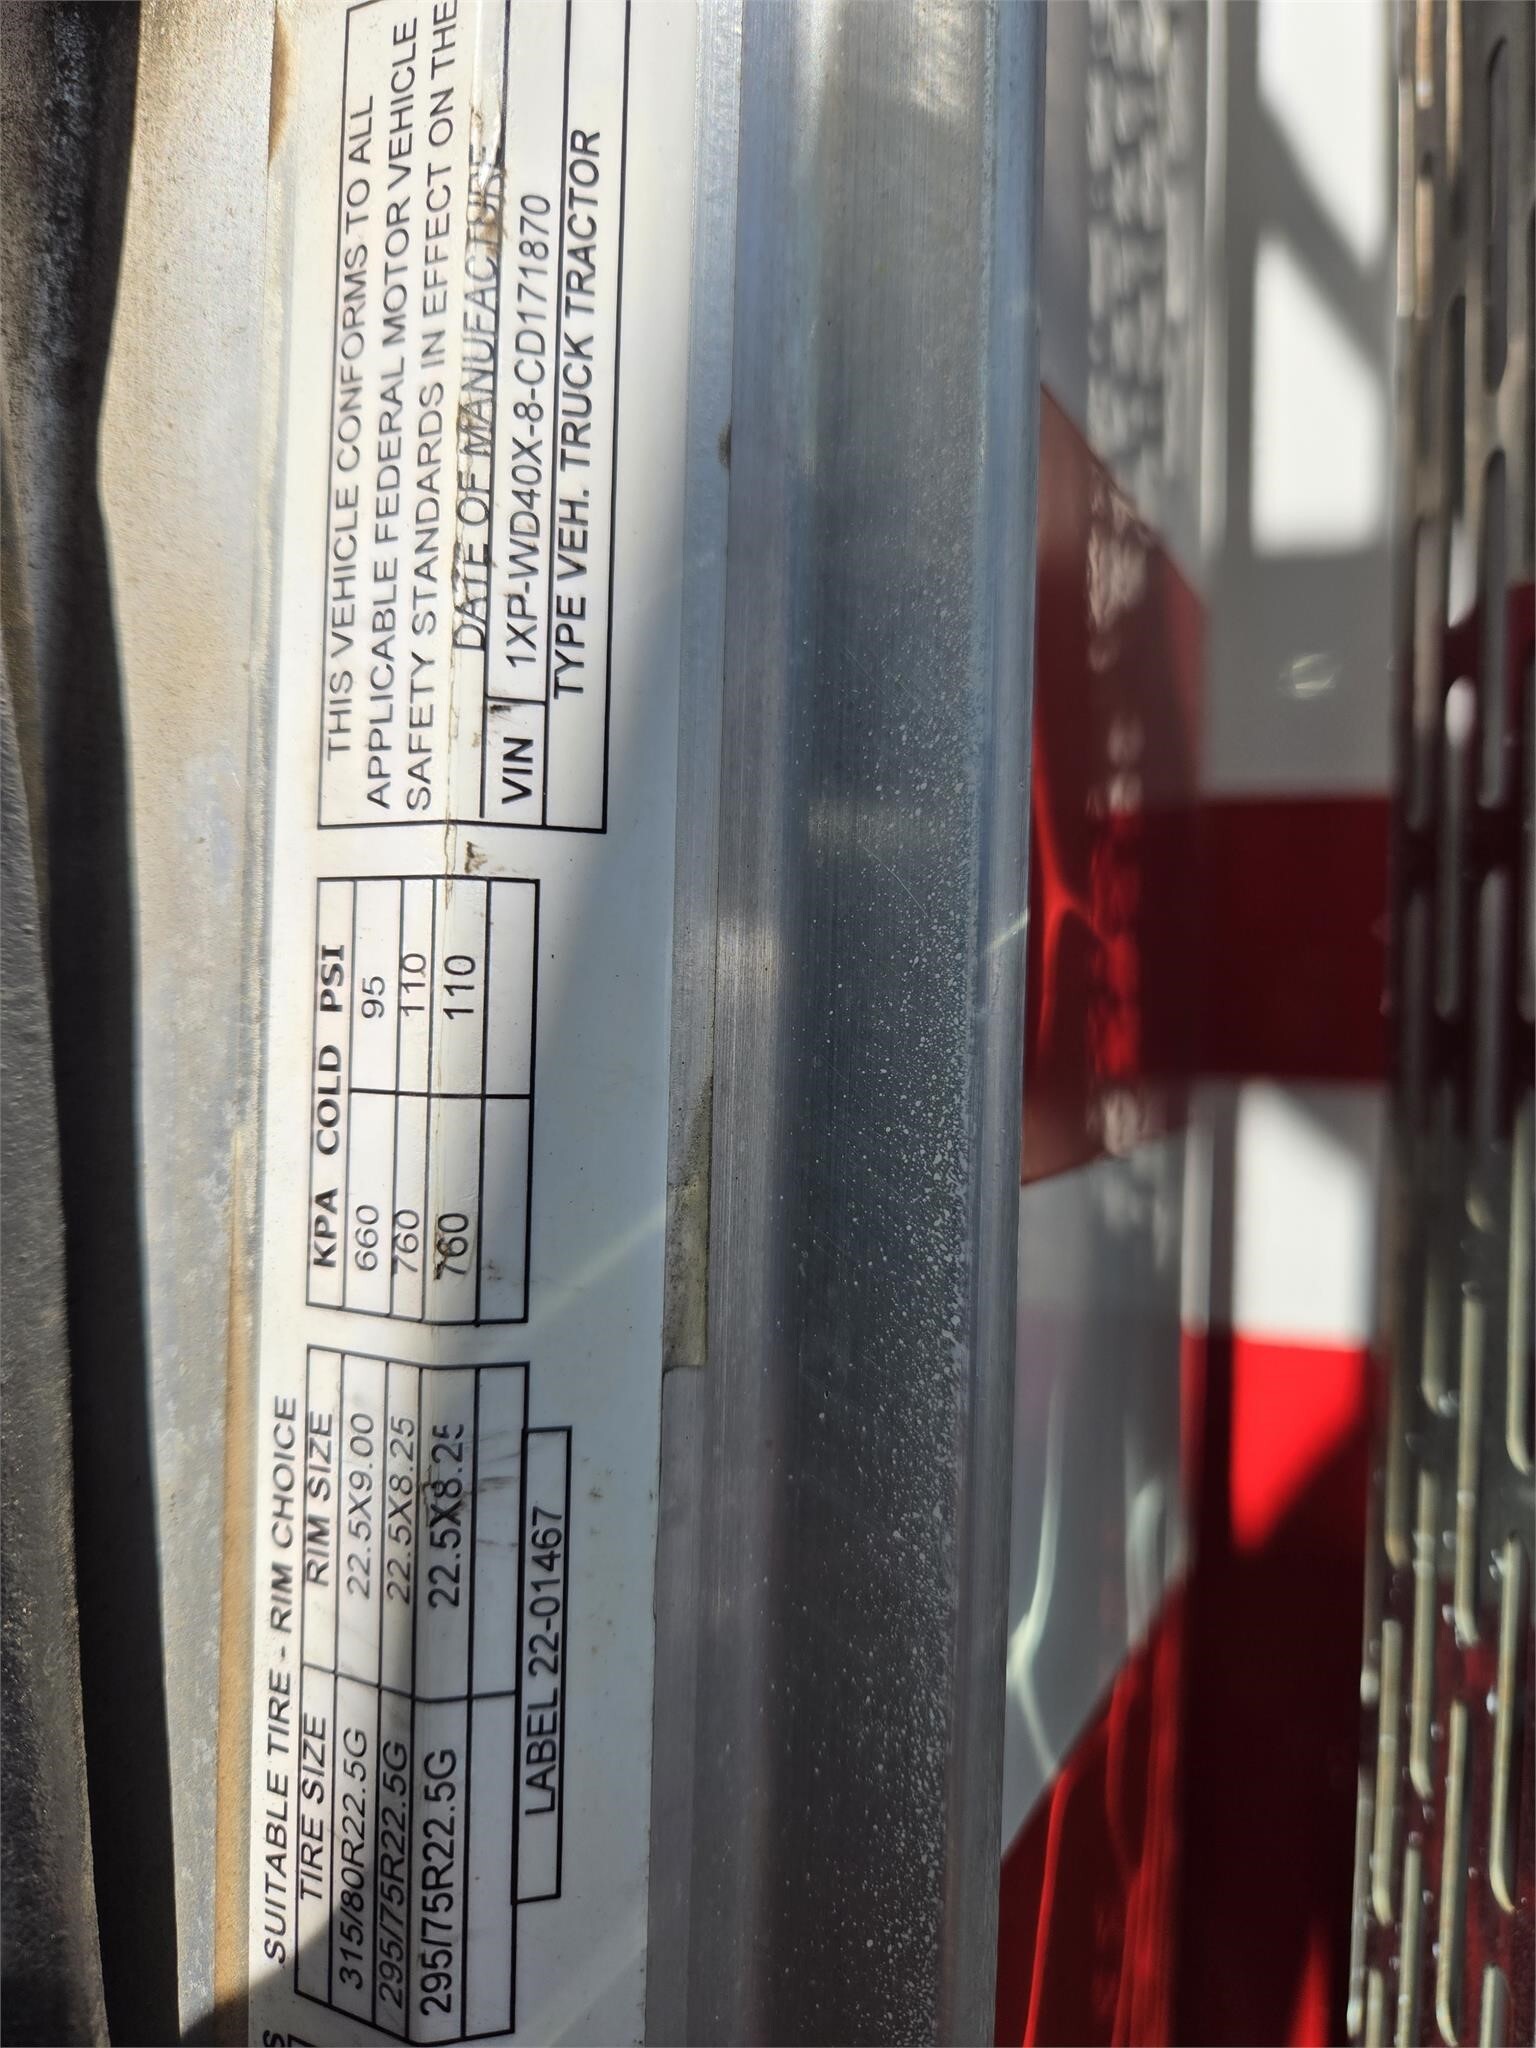 SUITABLE TIRE - RIM CHOICE
TIRE SIZE RIM SIZE
315/80R22.5G 22.5X9.00
295/75R22.5G 22.5X8.25
295/75R22.5G 22.5X8.25
LABEL 22-01467
KPA COLD PSI
660 95
760 110
760 110
THIS VEHICLE CONFORMS TO ALL
APPLICABLE FEDERAL MOTOR VEHICLE
SAFETY STANDARDS IN EFFECT ON THE
DATE OF MANUFACTURE
VIN 1XP-WD40X-8-CD171870
TYPE VEH. TRUCK TRACTOR